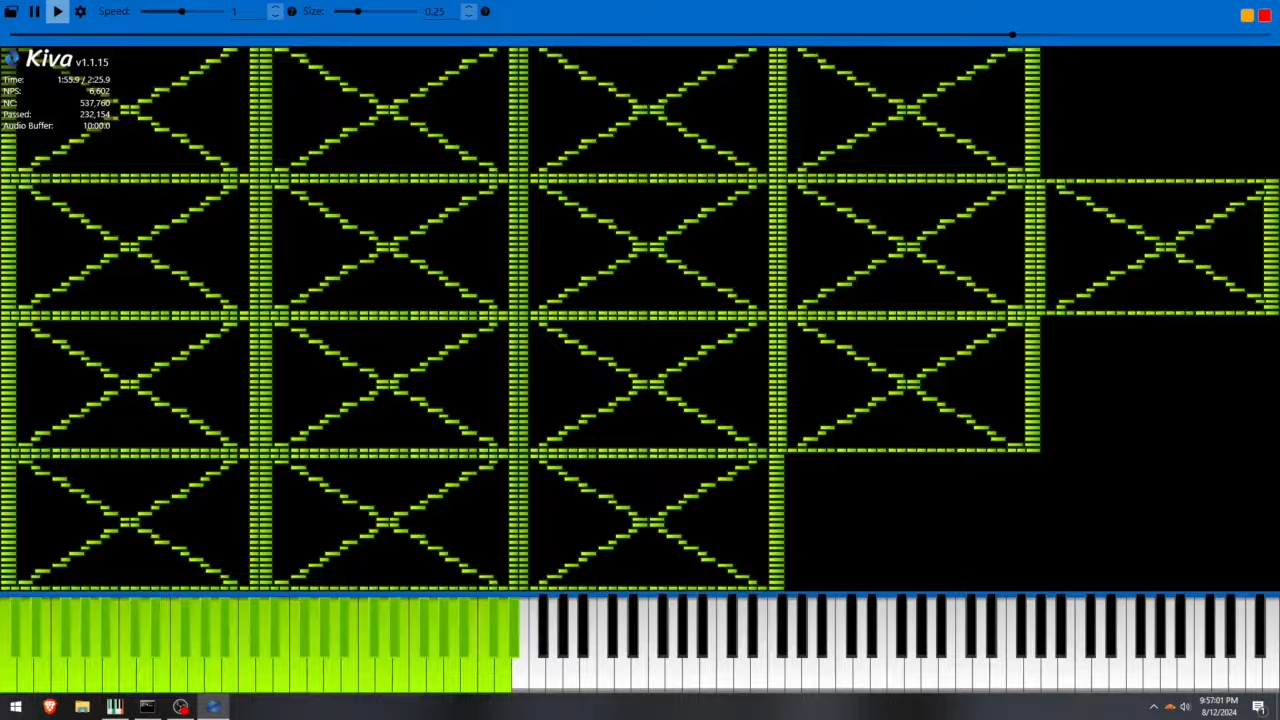 Speed: 1 Size: 0,25
Kiva v1.1.15
Time: 1:55.9 / 2:25.9
NPS: 6,602
NC: 537,760
Passed: 232,154
Audio Buffer: 10:00.0
9:57:01 PM
8/12/2024